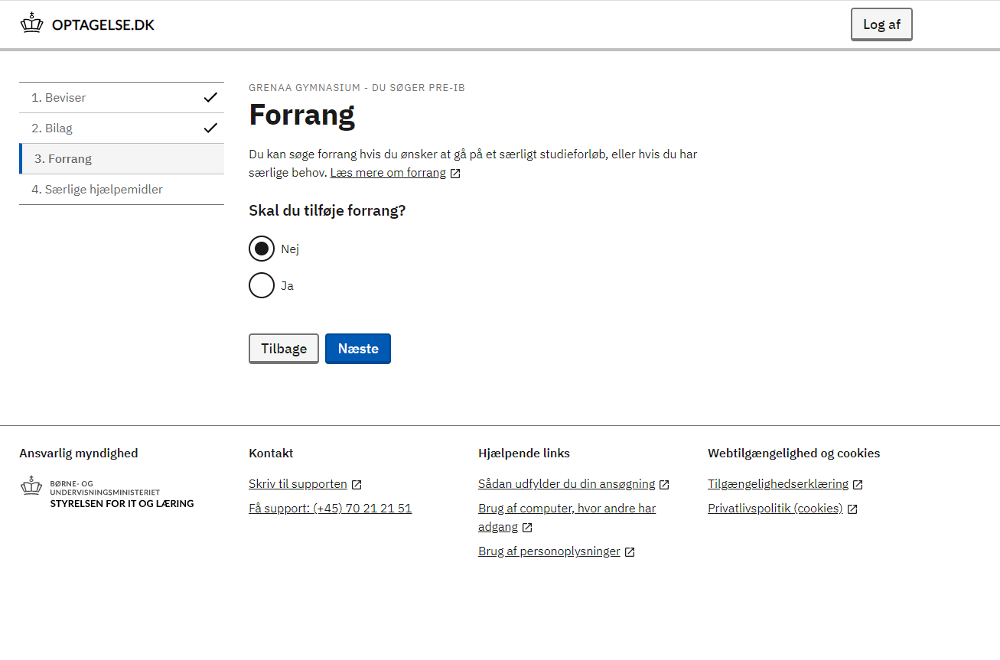 OPTAGELSE.DK
Log af
1. Beviser
2. Bilag
3. Forrang
4. Særlige hjælpemidler
GRENAA GYMNASIUM - DU SØGER PRE-IB
Forrang
Du kan søge forrang hvis du ønsker at gå på et særligt studieforløb, eller hvis du har
særlige behov. Læs mere om forrang
Skal du tilføje forrang?
Nej
Ja
Tilbage
Næste
Ansvarlig myndighed
BØRNE- OG
UNDERVISNINGSMINISTERIET
STYRELSEN FOR IT OG LÆRING
Kontakt
Skriv til supporten
Få support: (+45) 70 21 21 51
Hjælpende links
Sådan udfylder du din ansøgning
Brug af computer, hvor andre har
adgang
Brug af personoplysninger
Webtilgængelighed og cookies
Tilgængelighedserklæring
Privatlivspolitik (cookies)